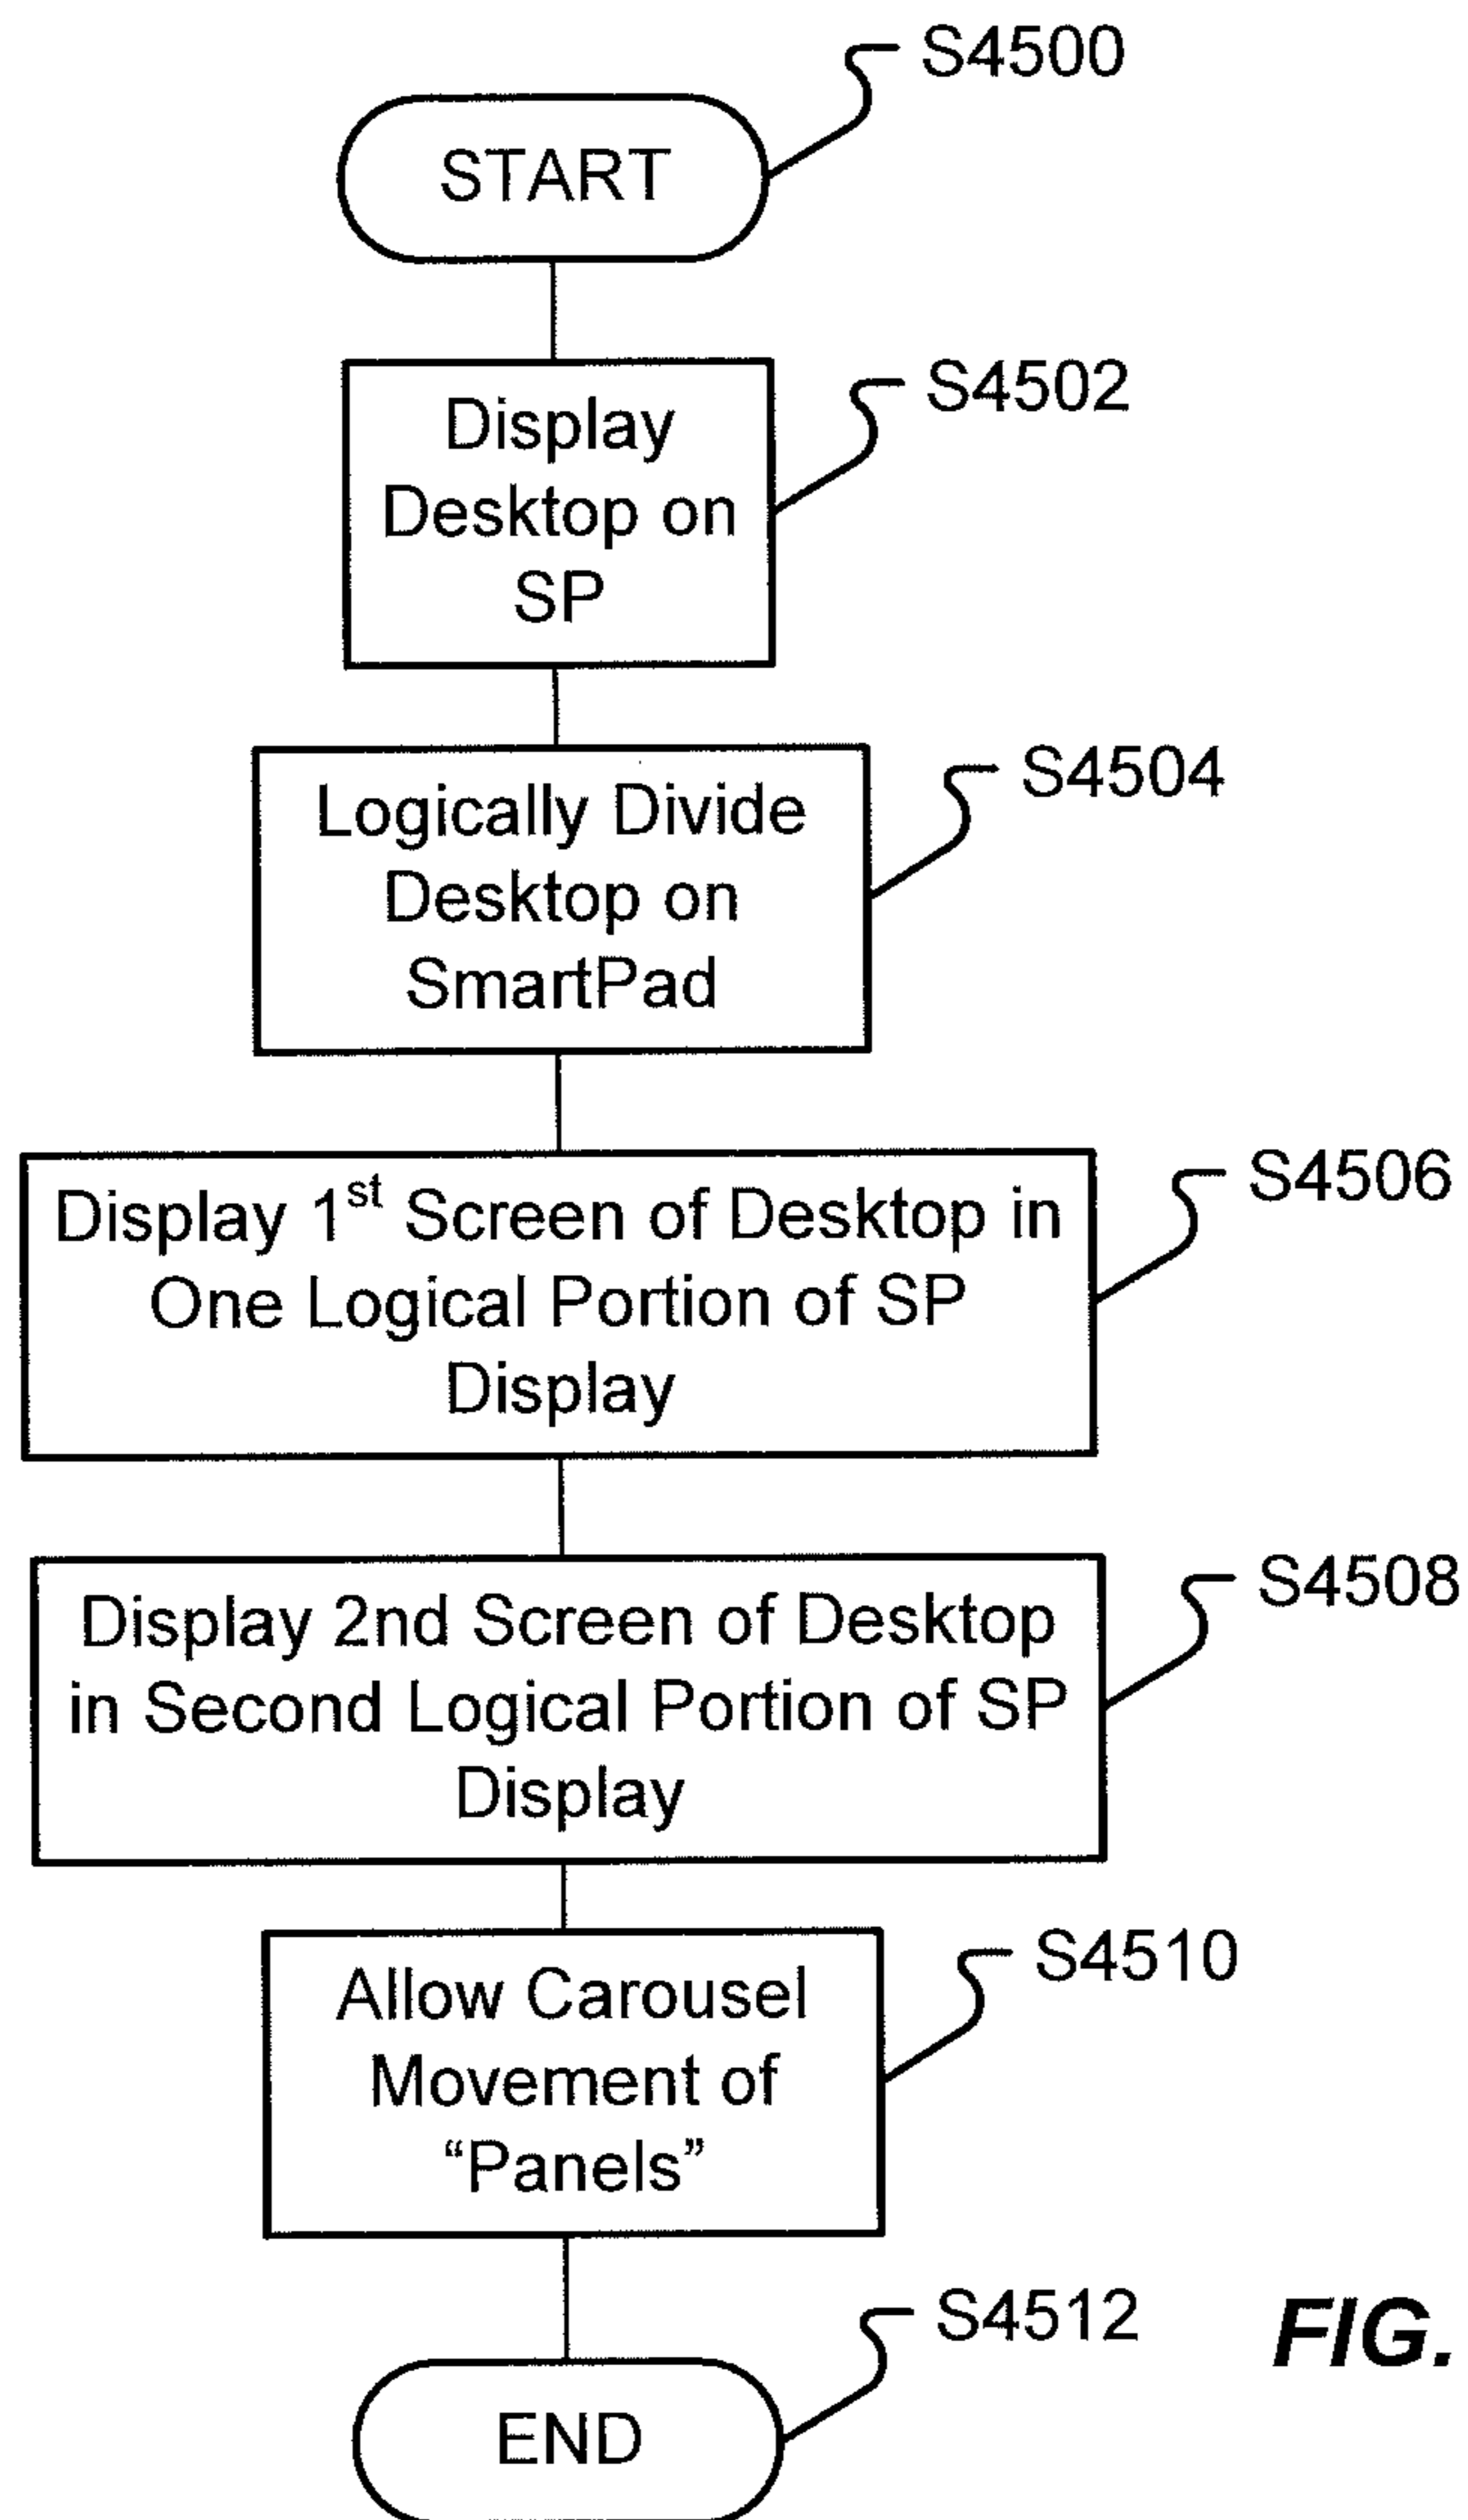 S4500
START
S4502
Display
Desktop on
SP
S4504
Logically Divide
Desktop on
SmartPad
S4506
Display 1st Screen of Desktop in
One Logical Portion of SP
Display
S4508
Display 2nd Screen of Desktop
in Second Logical Portion of SP
Display
S4510
Allow Carousel
Movement of
“Panels”
S4512
END
FIG.